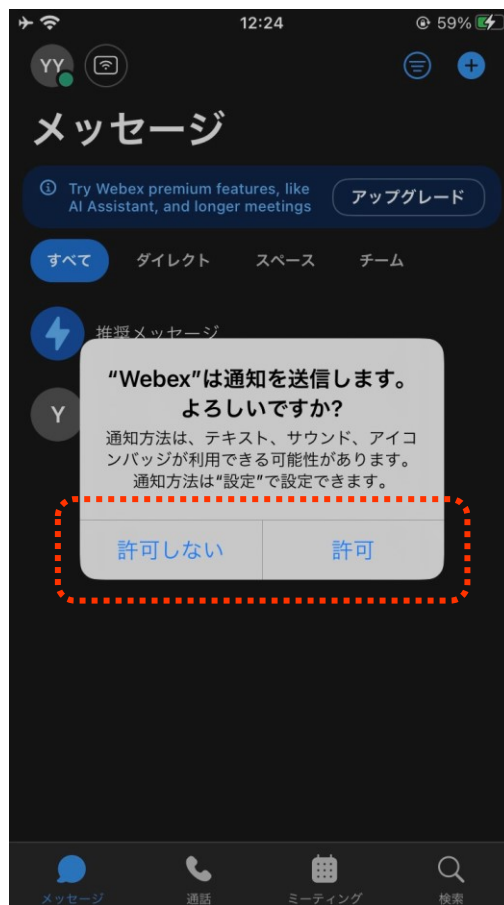 12:24
59%
YY
メッセージ
Try Webex premium features, like
AI Assistant, and longer meetings
アップグレード
すべて ダイレクト スペース チーム
推奨メッセージ
Y
“Webex”は通知を送信します。
よろしいですか?
通知方法は、テキスト、サウンド、アイコ
ンバッジが利用できる可能性があります。
通知方法は“設定”で設定できます。
許可しない 許可
メッセージ 通話 ミーティング 検索